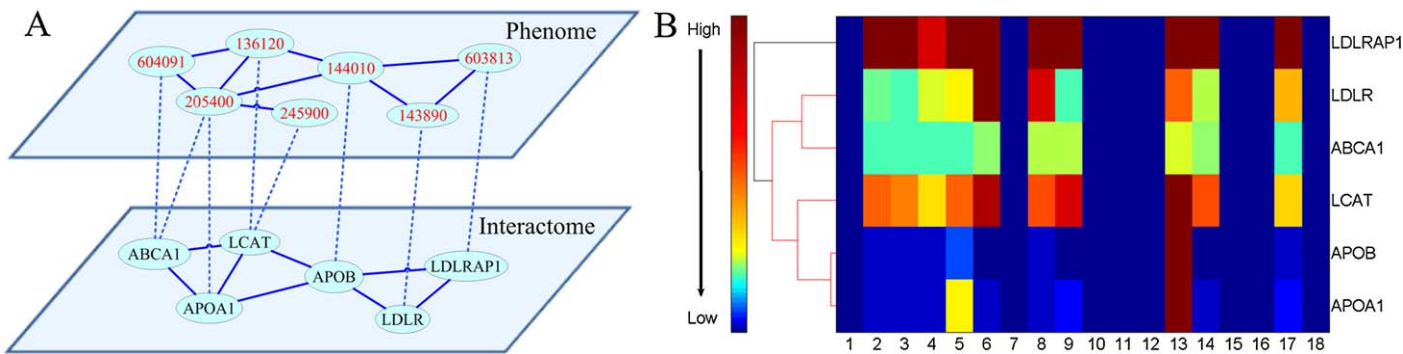 A
Phenome
604091
136120
144010
603813
205400
245900
143890
Interactome
ABCA1
LCAT
APOB
LDLRAP1
APOA1
LDLR
B
High
Low
LDLRAP1
LDLR
ABCA1
LCAT
APOB
APOA1
1 2 3 4 5 6 7 8 9 10 11 12 13 14 15 16 17 18